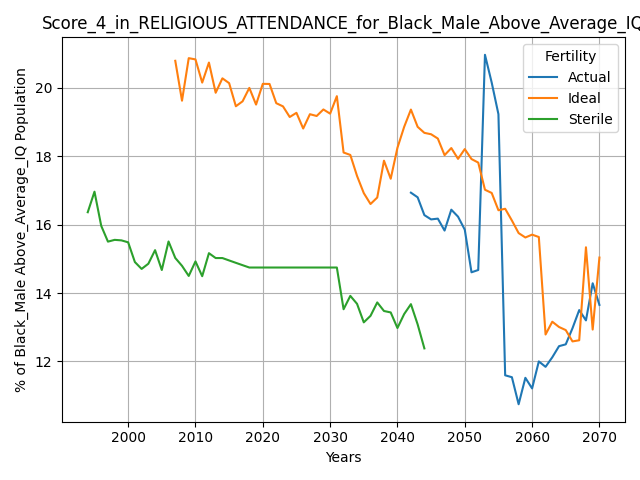 Score_4_in_RELIGIOUS_ATTENDANCE_for_Black_Male_Above_Average_IQ
Fertility
Actual
Ideal
Sterile
% of Black_Male Above_Average_IQ Population
20
18
16
14
12
2000
2010
2020
2030
2040
2050
2060
2070
Years